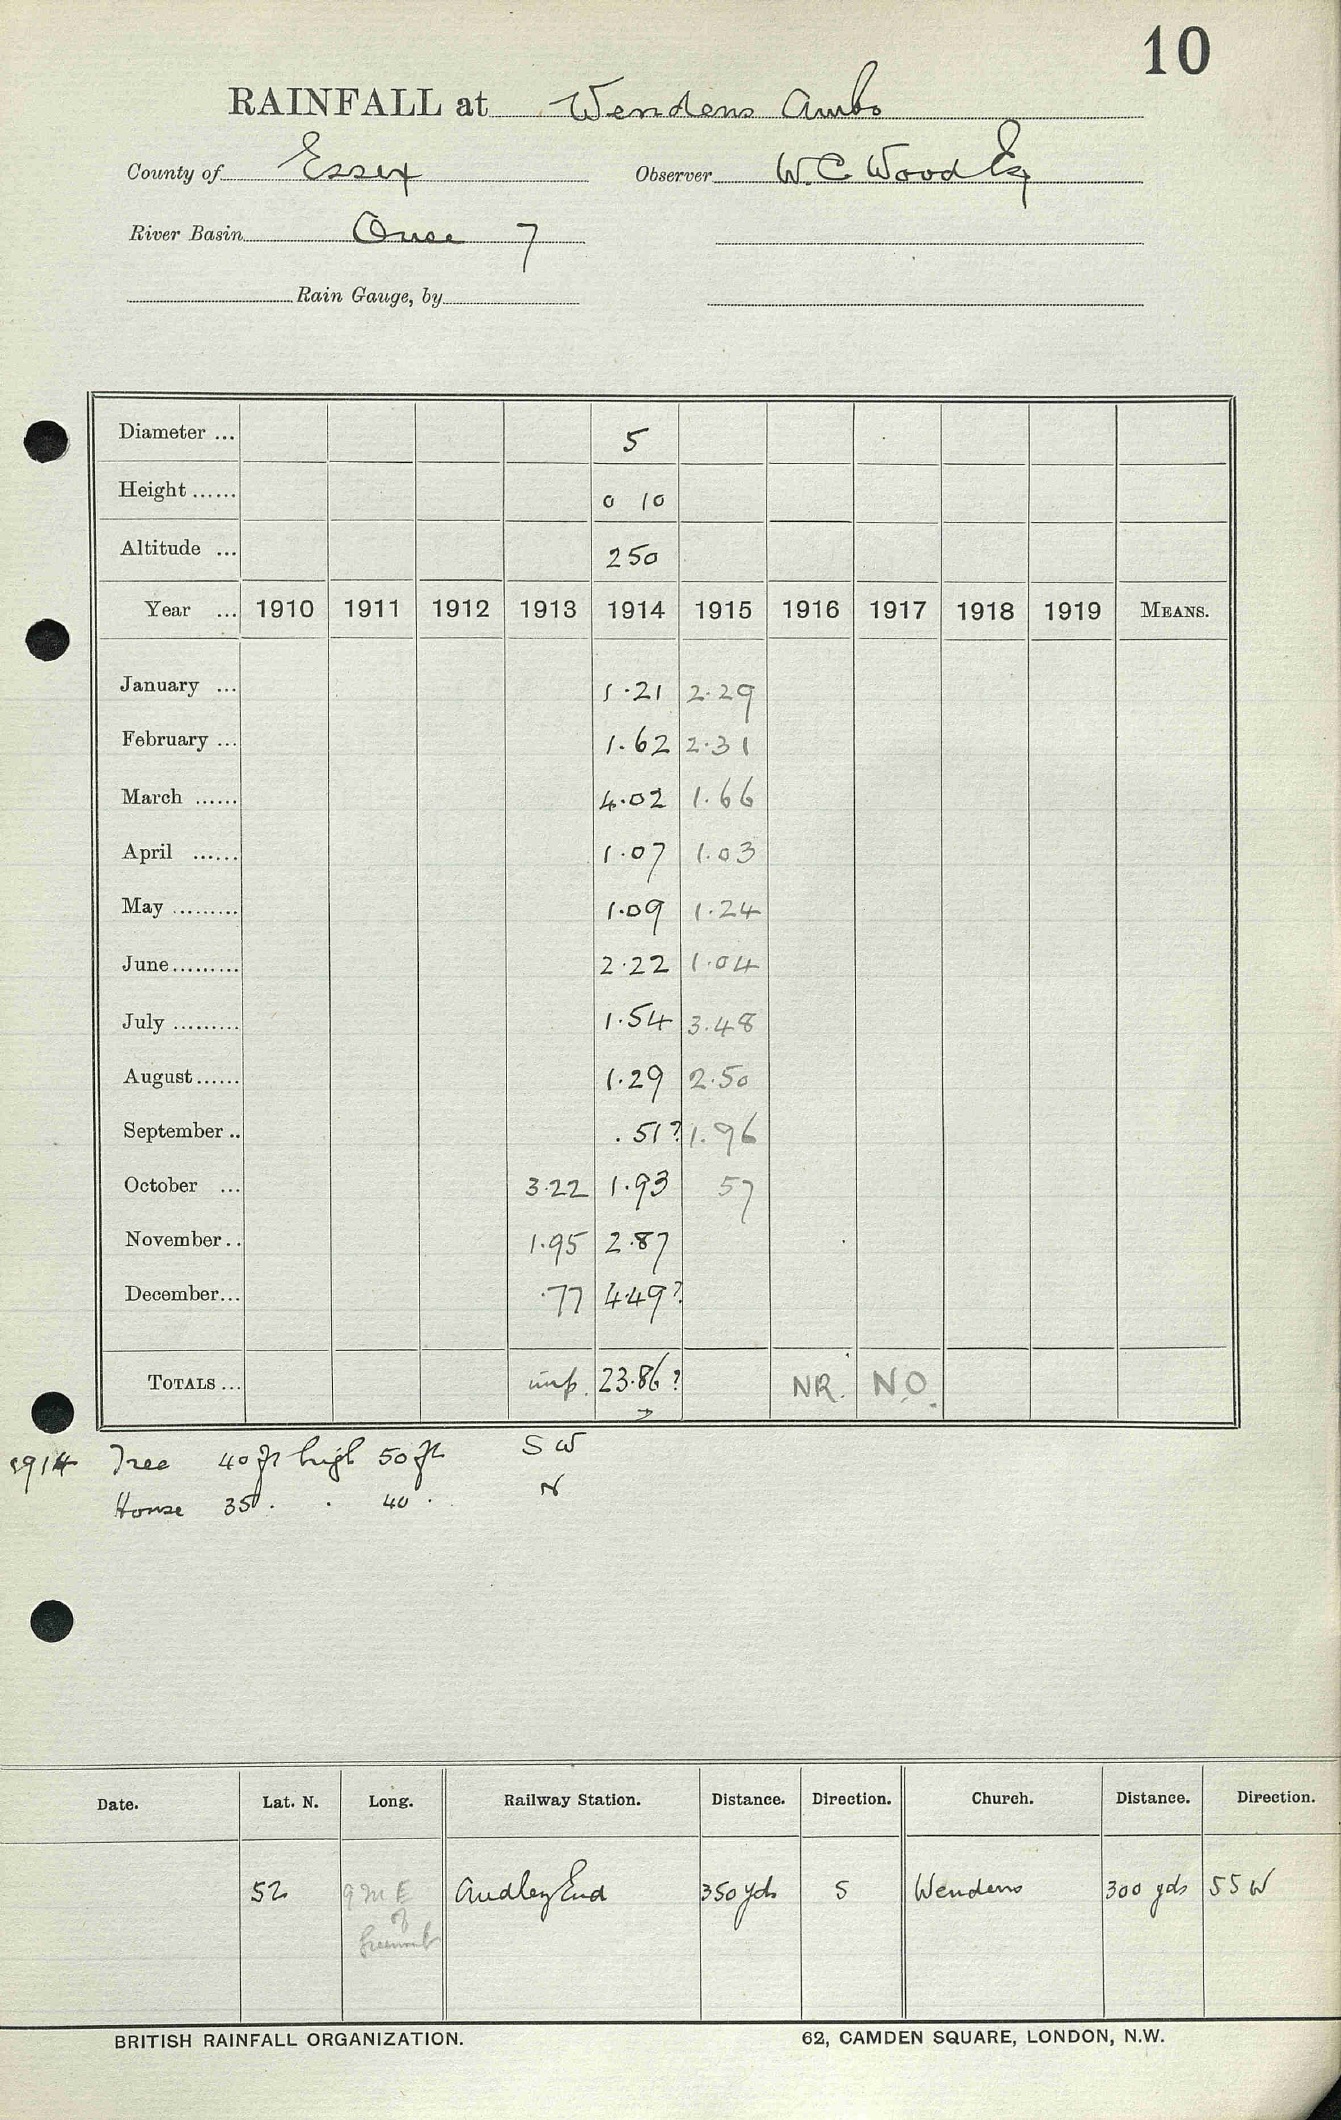 10
RAINFALL at Wendens Ambo
County of Essex Observer W. C. Wood Esq
River Basin Ouse 7
Rain Gauge, by
Diameter ... 5
Height ...... 0 10
Altitude ... 250
Year ... 1910 1911 1912 1913 1914 1915 1916 1917 1918 1919 MEANS.
January ... 1.21 2.29
February ... 1.62 2.31
March ...... 4.02 1.66
April ...... 1.07 1.03
May ......... 1.09 1.24
June ......... 2.22 1.04
July ......... 1.54 3.48
August ...... 1.29 2.50
September .. .51? 1.96
October ... 3.22 1.93 57
November .. 1.95 2.87
December ... .77 4.49?
TOTALS ... imp. 23.86? NR. N.O.
1914 Tree 40 ft high 50 ft SW
House 35 . . 40 . N
Date. Lat. N. Long. Railway Station. Distance. Direction. Church. Distance. Direction.
52 9 m E Audley End 350 yds S Wendens 300 yds SSW
of
Greenwich
BRITISH RAINFALL ORGANIZATION. 62, CAMDEN SQUARE, LONDON, N.W.